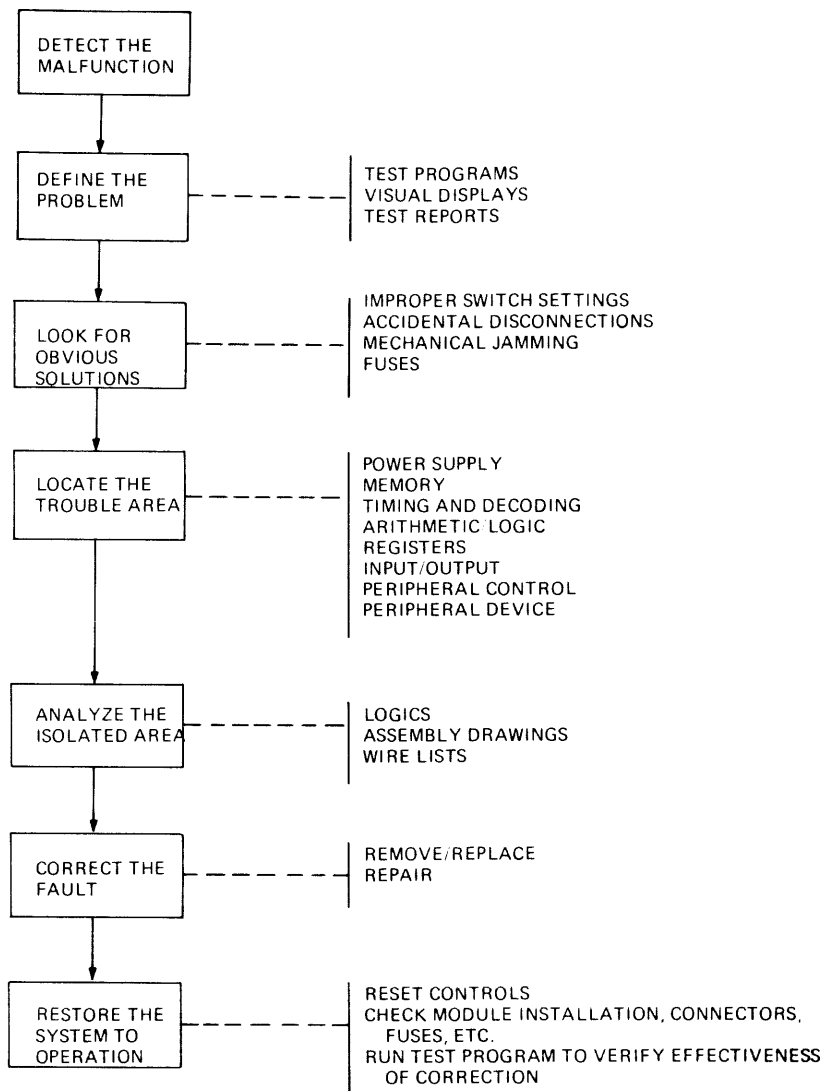 DETECT THE
MALFUNCTION
DEFINE THE
PROBLEM
TEST PROGRAMS
VISUAL DISPLAYS
TEST REPORTS
LOOK FOR
OBVIOUS
SOLUTIONS
IMPROPER SWITCH SETTINGS
ACCIDENTAL DISCONNECTIONS
MECHANICAL JAMMING
FUSES
LOCATE THE
TROUBLE AREA
POWER SUPPLY
MEMORY
TIMING AND DECODING
ARITHMETIC/LOGIC
REGISTERS
INPUT/OUTPUT
PERIPHERAL CONTROL
PERIPHERAL DEVICE
ANALYZE THE
ISOLATED AREA
LOGICS
ASSEMBLY DRAWINGS
WIRE LISTS
CORRECT THE
FAULT
REMOVE/REPLACE
REPAIR
RESTORE THE
SYSTEM TO
OPERATION
RESET CONTROLS
CHECK MODULE INSTALLATION, CONNECTORS,
FUSES, ETC.
RUN TEST PROGRAM TO VERIFY EFFECTIVENESS
OF CORRECTION